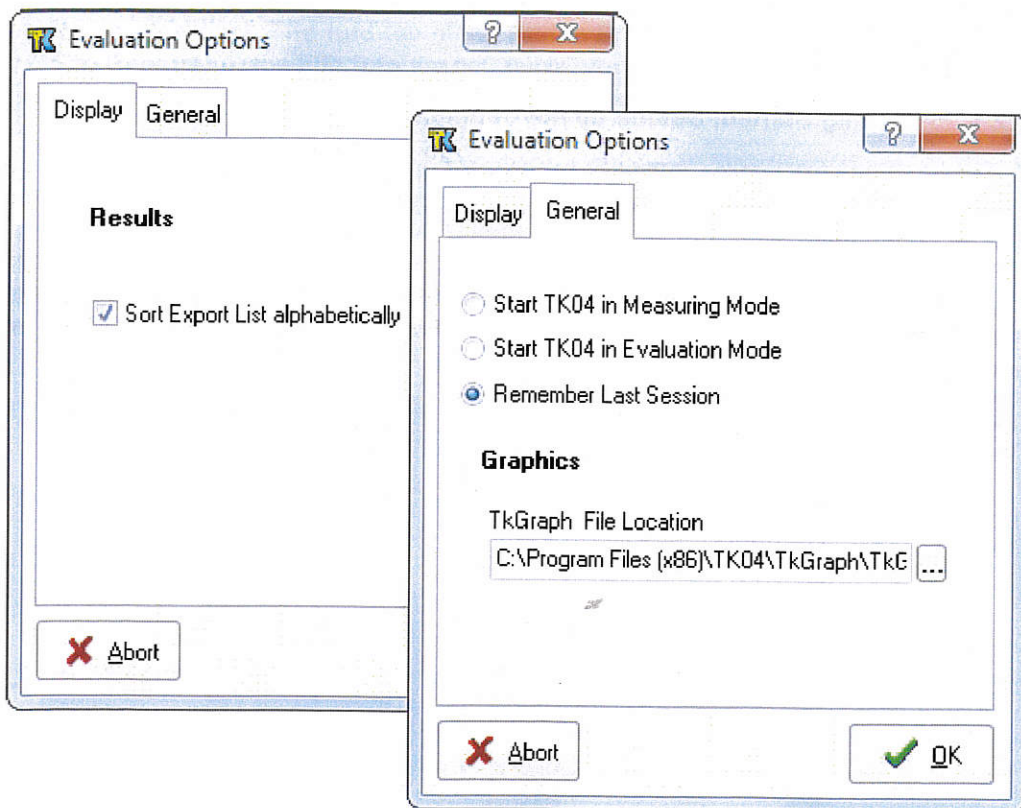 TK Evaluation Options
?
X
Display General
Results
Sort Export List alphabetically
Abort
TK Evaluation Options
?
X
Display General
Start TK04 in Measuring Mode
Start TK04 in Evaluation Mode
Remember Last Session
Graphics
TkGraph File Location
C:\Program Files (x86)\TK04\TkGraph\TkG ...
Abort OK